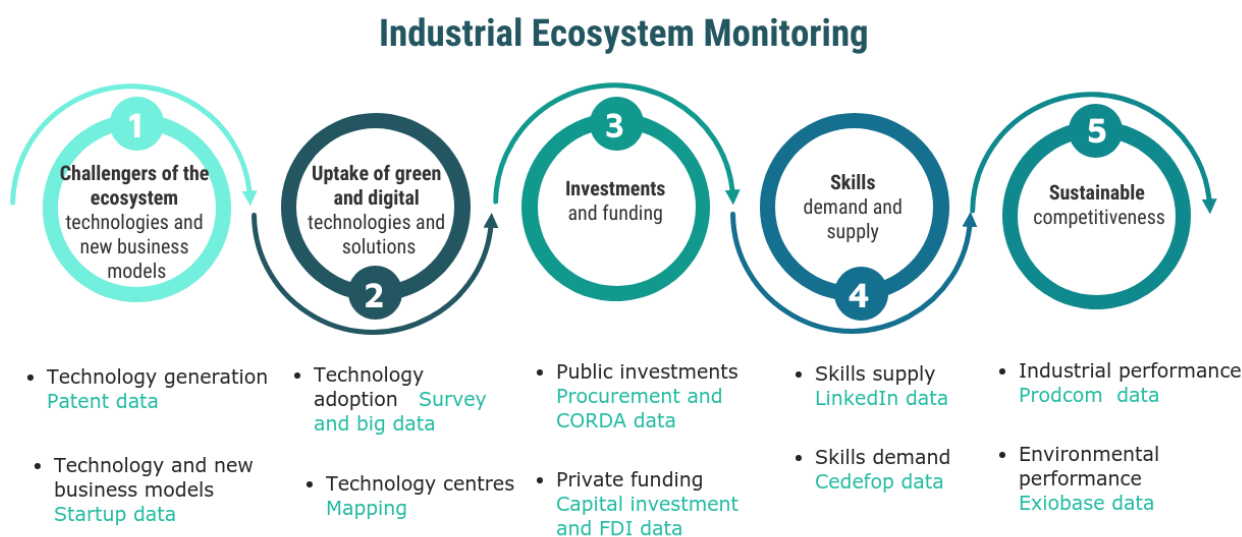 Industrial Ecosystem Monitoring
1
Challengers of the
ecosystem
technologies and
new business
models
2
Uptake of green
and digital
technologies and
solutions
3
Investments
and funding
4
Skills
demand and
supply
5
Sustainable
competitiveness
• Technology generation
Patent data
• Technology and new
business models
Startup data
• Technology
adoption Survey
and big data
• Technology centres
Mapping
• Public investments
Procurement and
CORDA data
• Private funding
Capital investment
and FDI data
• Skills supply
LinkedIn data
• Skills demand
Cedefop data
• Industrial performance
Prodcom data
• Environmental
performance
Exiobase data